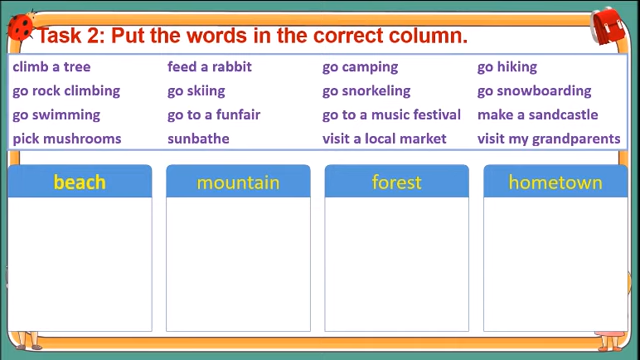 Task 2: Put the words in the correct column.
climb a tree feed a rabbit go camping go hiking
go rock climbing go skiing go snorkeling go snowboarding
go swimming go to a funfair go to a music festival make a sandcastle
pick mushrooms sunbathe visit a local market visit my grandparents
beach mountain forest hometown